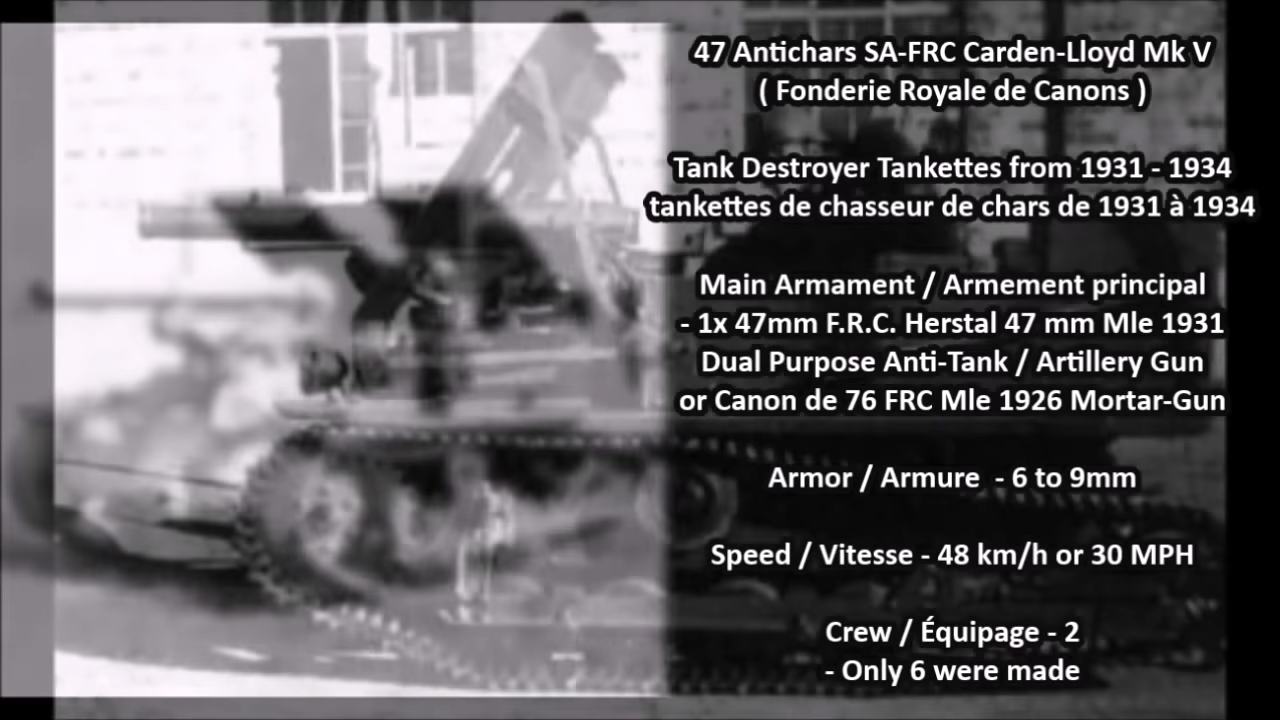 47 Antichars SA-FRC Carden-Lloyd Mk V
( Fonderie Royale de Canons )
Tank Destroyer Tankettes from 1931 - 1934
tankettes de chasseur de chars de 1931 à 1934
Main Armament / Armement principal
- 1x 47mm F.R.C. Herstal 47 mm Mle 1931
Dual Purpose Anti-Tank / Artillery Gun
or Canon de 76 FRC Mle 1926 Mortar-Gun
Armor / Armure - 6 to 9mm
Speed / Vitesse - 48 km/h or 30 MPH
Crew / Équipage - 2
- Only 6 were made